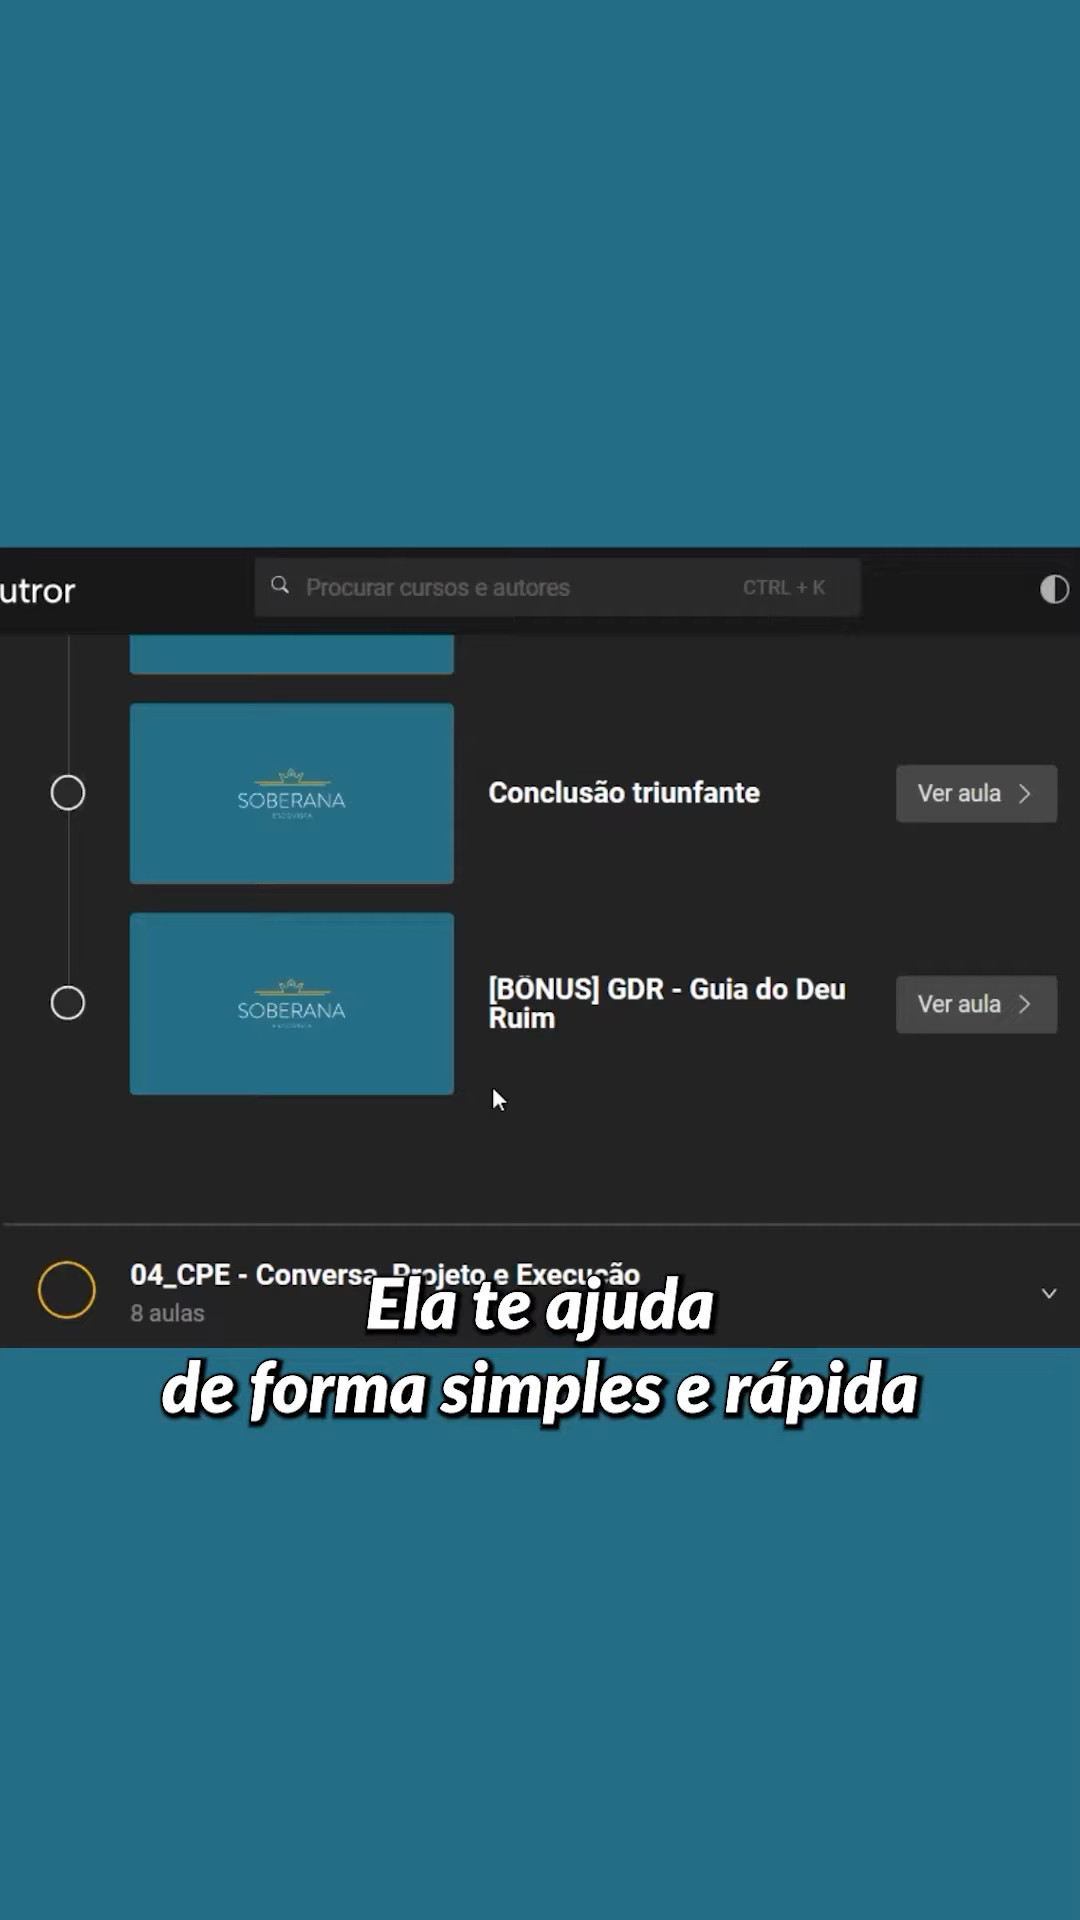 utror
Procurar cursos e autores
CTRL + K
SOBERANA
Conclusão triunfante
Ver aula
SOBERANA
[BÔNUS] GDR - Guia do Deu
Ruim
Ver aula
04_CPE - Conversa, Projeto e Execução
8 aulas
Ela te ajuda
de forma simples e rápida